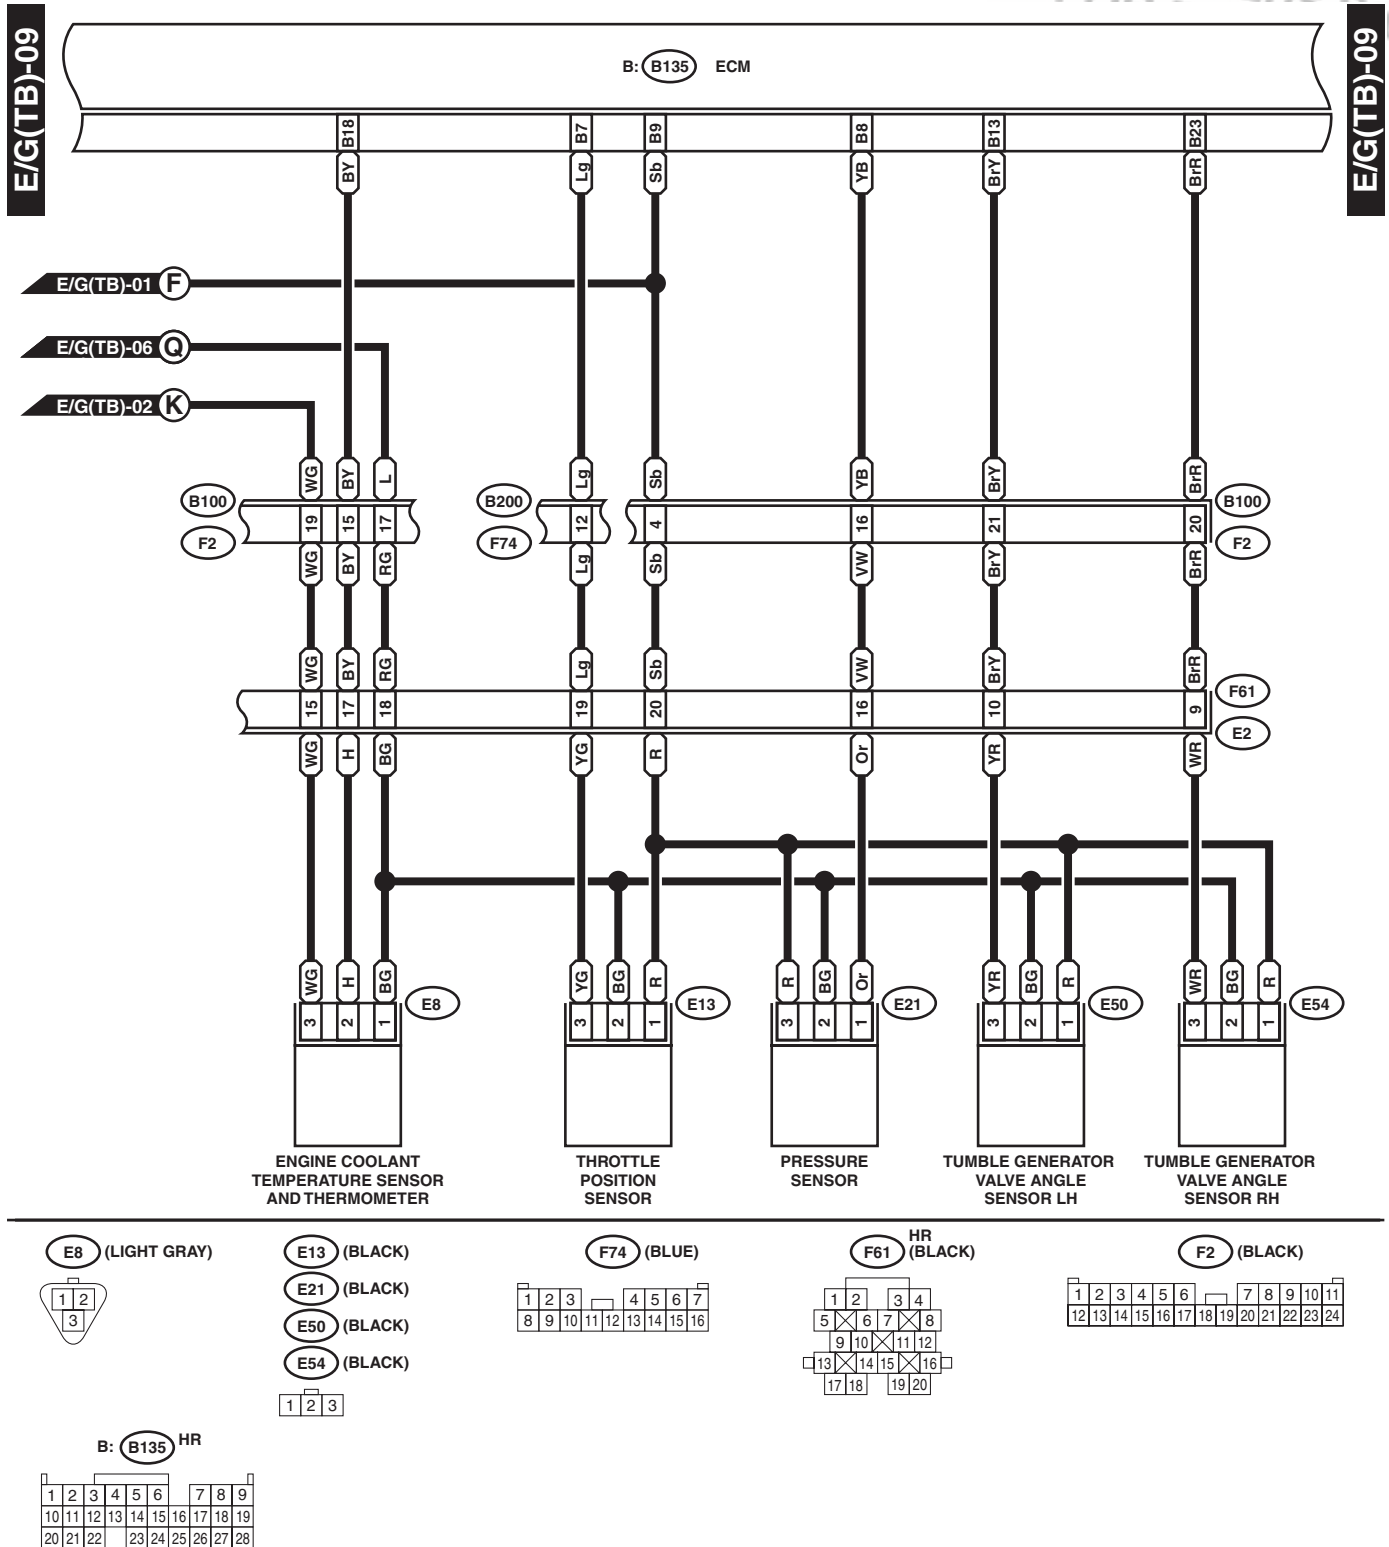 E/G(TB)-09
E/G(TB)-09
B: B135 ECM
B18 B7 B9 B8 B13 B23
BY Lg Sb YB BrY BrR
E/G(TB)-01 F
E/G(TB)-06 Q
E/G(TB)-02 K
WG BY L Lg Sb YB BrY BrR
B100 B200 B100
19 15 17 12 4 16 21 20
F2 F74 F2
WG BY RG Lg Sb VW BrY BrR
WG BY RG Lg Sb VW BrY BrR
F61
15 17 18 19 20 16 10 9
E2
WG H BG YG R Or YR WR
WG H BG YG BG R R BG Or YR BG R WR BG R
E8 E13 E21 E50 E54
3 2 1 3 2 1 3 2 1 3 2 1 3 2 1
ENGINE COOLANT
TEMPERATURE SENSOR
AND THERMOMETER
THROTTLE
POSITION
SENSOR
PRESSURE
SENSOR
TUMBLE GENERATOR
VALVE ANGLE
SENSOR LH
TUMBLE GENERATOR
VALVE ANGLE
SENSOR RH
E8 (LIGHT GRAY)
1 2
3
E13 (BLACK)
E21 (BLACK)
E50 (BLACK)
E54 (BLACK)
1 2 3
F74 (BLUE)
1 2 3 4 5 6 7
8 9 10 11 12 13 14 15 16
F61 HR
(BLACK)
1 2 3 4
5 6 7 8
9 10 11 12
13 14 15 16
17 18 19 20
F2 (BLACK)
1 2 3 4 5 6 7 8 9 10 11
12 13 14 15 16 17 18 19 20 21 22 23 24
B: B135 HR
1 2 3 4 5 6 7 8 9
10 11 12 13 14 15 16 17 18 19
20 21 22 23 24 25 26 27 28